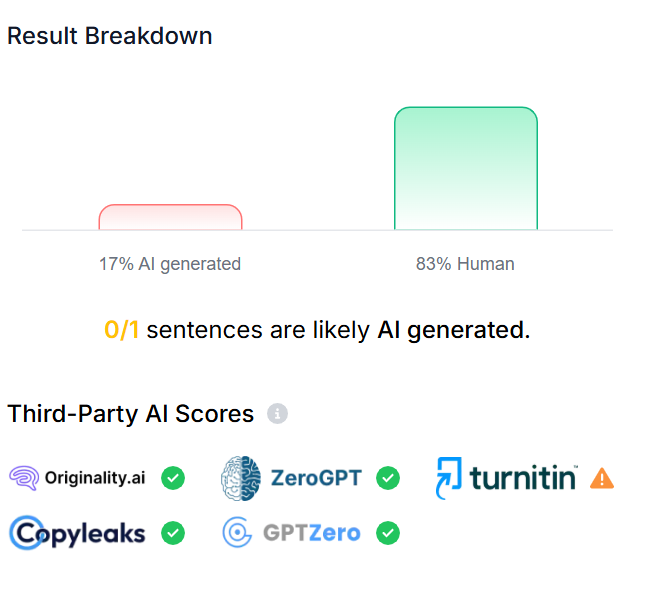 Result Breakdown
17% AI generated
83% Human
0/1 sentences are likely AI generated.
Third-Party AI Scores i
Originality.ai ZeroGPT turnitin™
Copyleaks GPTZero